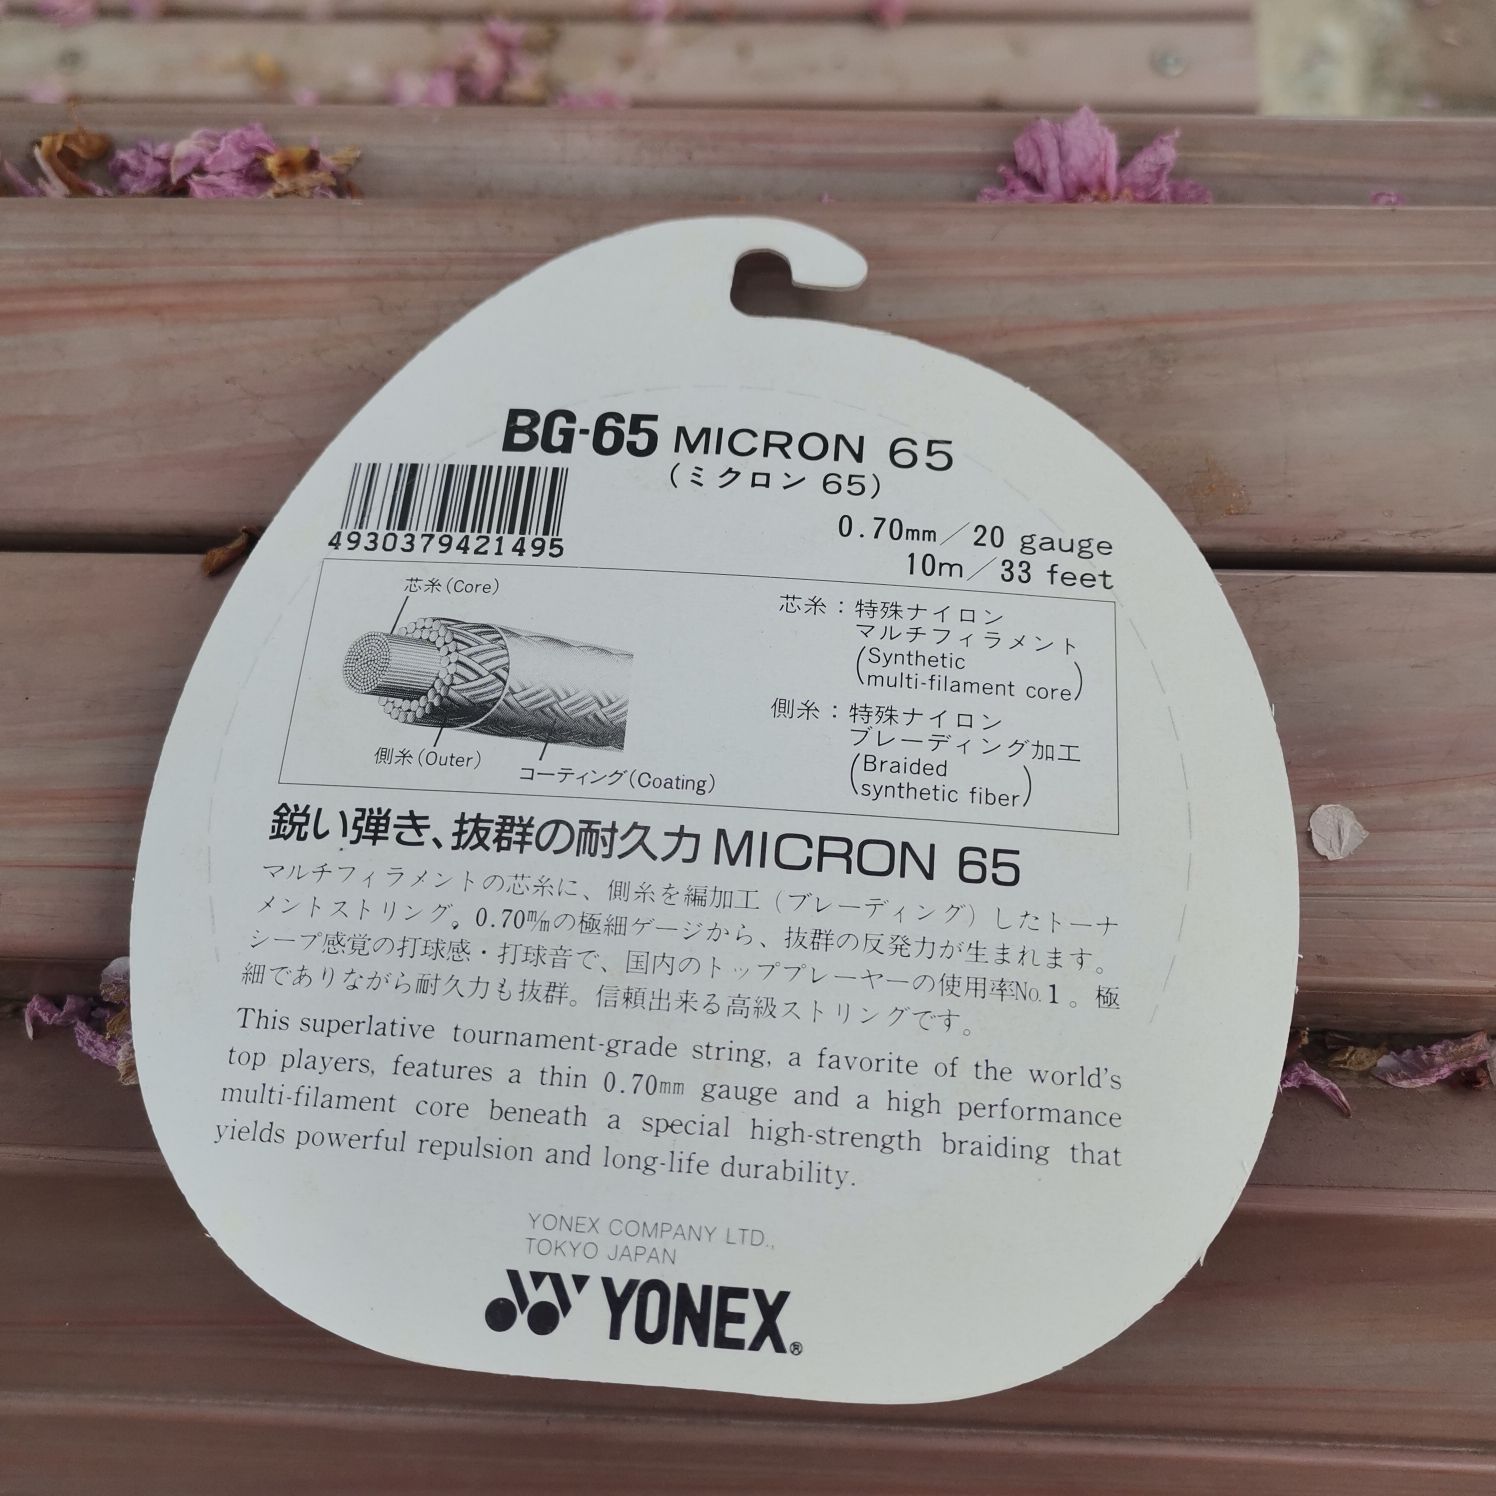 BG-65 MICRON 65
(ミクロン 65)
4930379421495
0.70mm／20 gauge
10m／33 feet
芯糸(Core)
側糸(Outer)
コーティング(Coating)
芯糸：特殊ナイロン
マルチフィラメント
(Synthetic
multi-filament core)
側糸：特殊ナイロン
ブレーディング加工
(Braided
synthetic fiber)
鋭い弾き、抜群の耐久力 MICRON 65
マルチフィラメントの芯糸に、側糸を編加工（ブレーディング）したトーナ
メントストリング。0.70㎜の極細ゲージから、抜群の反発力が生まれます。
シープ感覚の打球感・打球音で、国内のトッププレーヤーの使用率No.1。極
細でありながら耐久力も抜群。信頼出来る高級ストリングです。
This superlative tournament-grade string, a favorite of the world's
top players, features a thin 0.70mm gauge and a high performance
multi-filament core beneath a special high-strength braiding that
yields powerful repulsion and long-life durability.
YONEX COMPANY LTD.,
TOKYO JAPAN
YONEX®